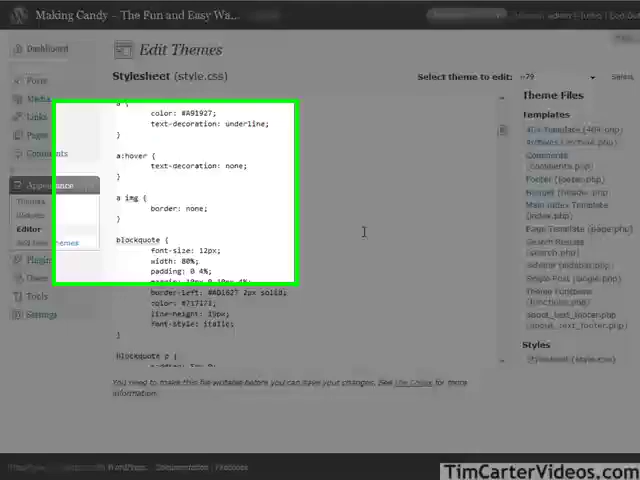 Making Candy – The Fun and Easy Wa...
Dashboard
Posts
Media
Links
Pages
Comments
Appearance
Themes
Widgets
Editor
Add New Themes
Plugins
Users
Tools
Settings
Edit Themes
Stylesheet (style.css)
Select theme to edit: n79
Select
a {
color: #A91927;
text-decoration: underline;
}
a:hover {
text-decoration: none;
}
a img {
border: none;
}
blockquote {
font-size: 12px;
width: 80%;
padding: 0 4%;
border-left: #AD1827 2px solid;
color: #717171;
line-height: 19px;
font-style: italic;
}
blockquote p {
You need to make this file writable before you can save your changes. See the Codex for more
information.
Theme Files
Templates
404 Template (404.php)
Archives (archive.php)
Comments
(comments.php)
Footer (footer.php)
Header (header.php)
Main Index Template
(index.php)
Page Template (page.php)
Search Results
(search.php)
Sidebar (sidebar.php)
Single Post (single.php)
Theme Functions
(functions.php)
about_text_footer.php
(about_text_footer.php)
Styles
Stylesheet (style.css)
Documentation
TimCarterVideos.com